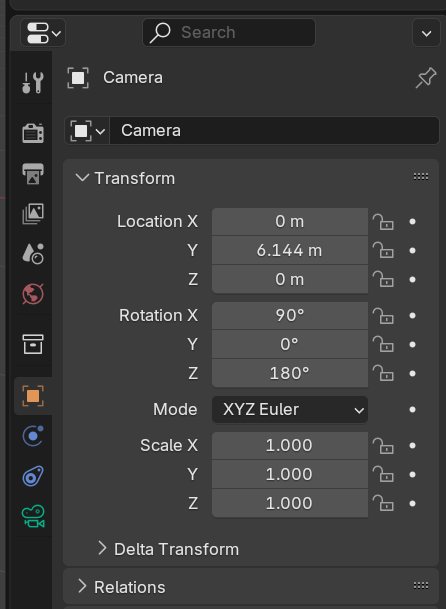 Search
Camera
Camera
Transform
Location X 0 m
Y 6.144 m
Z 0 m
Rotation X 90°
Y 0°
Z 180°
Mode XYZ Euler
Scale X 1.000
Y 1.000
Z 1.000
Delta Transform
Relations